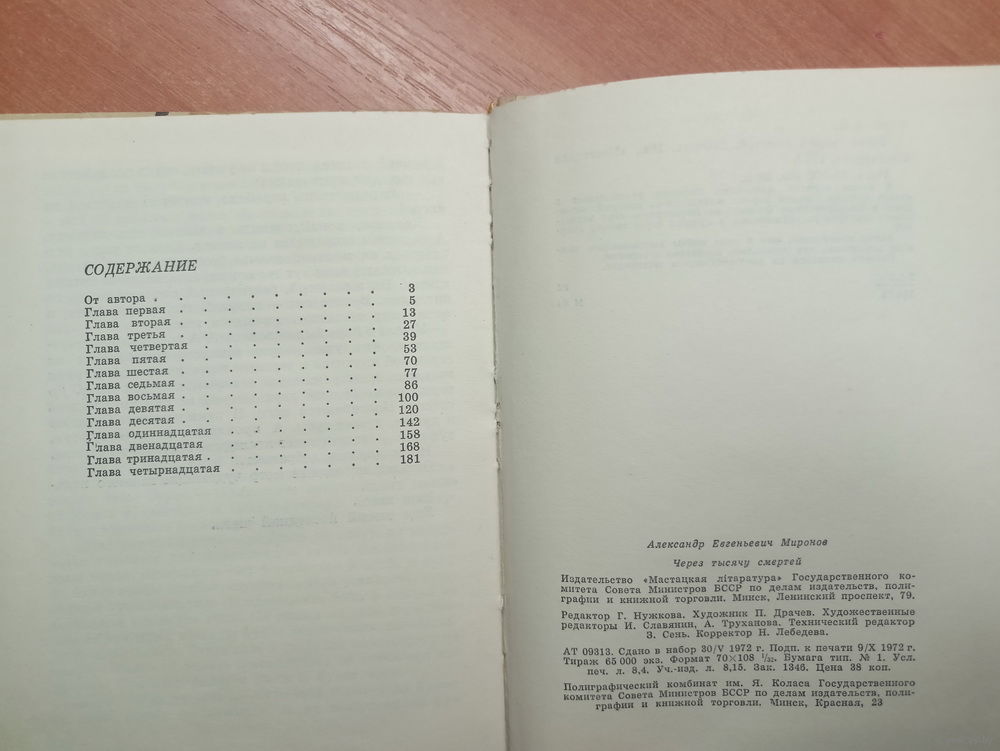 СОДЕРЖАНИЕ
От автора . . . . . . . . . . 3
Глава первая . . . . . . . . . 5
Глава вторая . . . . . . . . . 13
Глава третья . . . . . . . . . 27
Глава четвертая . . . . . . . . 39
Глава пятая . . . . . . . . . 53
Глава шестая . . . . . . . . . 70
Глава седьмая . . . . . . . . . 77
Глава восьмая . . . . . . . . . 86
Глава девятая . . . . . . . . . 100
Глава десятая . . . . . . . . . 120
Глава одиннадцатая . . . . . . . 142
Глава двенадцатая . . . . . . . 158
Глава тринадцатая . . . . . . . . 168
Глава четырнадцатая . . . . . . . 181
Александр Евгеньевич Миронов
Через тысячу смертей
Издательство «Мастацкая літаратура» Государственного ко-
митета Совета Министров БССР по делам издательств, поли-
графии и книжной торговли. Минск, Ленинский проспект, 79.
Редактор Г. Нужкова. Художник П. Драчев. Художественные
редакторы И. Славянин, А. Труханова. Технический редактор
З. Сень. Корректор Н. Лебедева.
АТ 09313. Сдано в набор 30/V 1972 г. Подп. к печати 9/X 1972 г.
Тираж 65 000 экз. Формат 70×108 1/32. Бумага тип. № 1. Усл.
печ. л. 8,4. Уч.-изд. л. 8,15. Зак. 1346. Цена 38 коп.
Полиграфический комбинат им. Я. Коласа Государственного
комитета Совета Министров БССР по делам издательств, поли-
графии и книжной торговли. Минск, Красная, 23